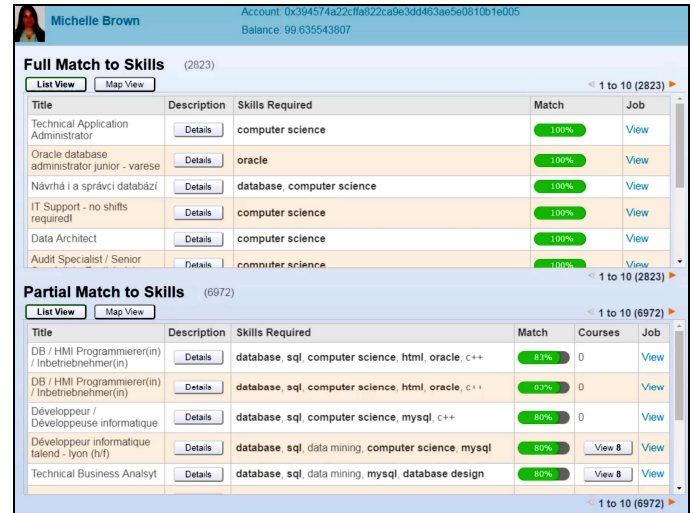 Michelle Brown
Account: 0x394574a22cffa822ca9e3dd463ae5e0810b1e005
Balance: 99.635543807
Full Match to Skills (2823)
List View Map View 1 to 10 (2823)
Title Description Skills Required Match Job
Technical Application
Administrator Details computer science 100% View
Oracle database
administrator junior - varese Details oracle 100% View
Návrhá i a správci databází Details database, computer science 100% View
IT Support - no shifts
required! Details computer science 100% View
Data Architect Details computer science 100% View
Audit Specialist / Senior
Details computer science 100% View
1 to 10 (2823)
Partial Match to Skills (6972)
List View Map View 1 to 10 (6972)
Title Description Skills Required Match Courses Job
DB / HMI Programmierer(in)
/ Inbetriebnehmer(in) Details database, sql, computer science, html, oracle, c++ 83% 0 View
DB / HMI Programmierer(in)
/ Inbetriebnehmer(in) Details database, sql, computer science, html, oracle, c++ 83% 0 View
Développeur /
Développeuse informatique Details database, sql, computer science, mysql, c++ 80% 0 View
Développeur informatique
talend - lyon (h/f) Details database, sql, data mining, computer science, mysql 80% View 8 View
Technical Business Analsyt Details database, sql, data mining, mysql, database design 80% View 8 View
1 to 10 (6972)